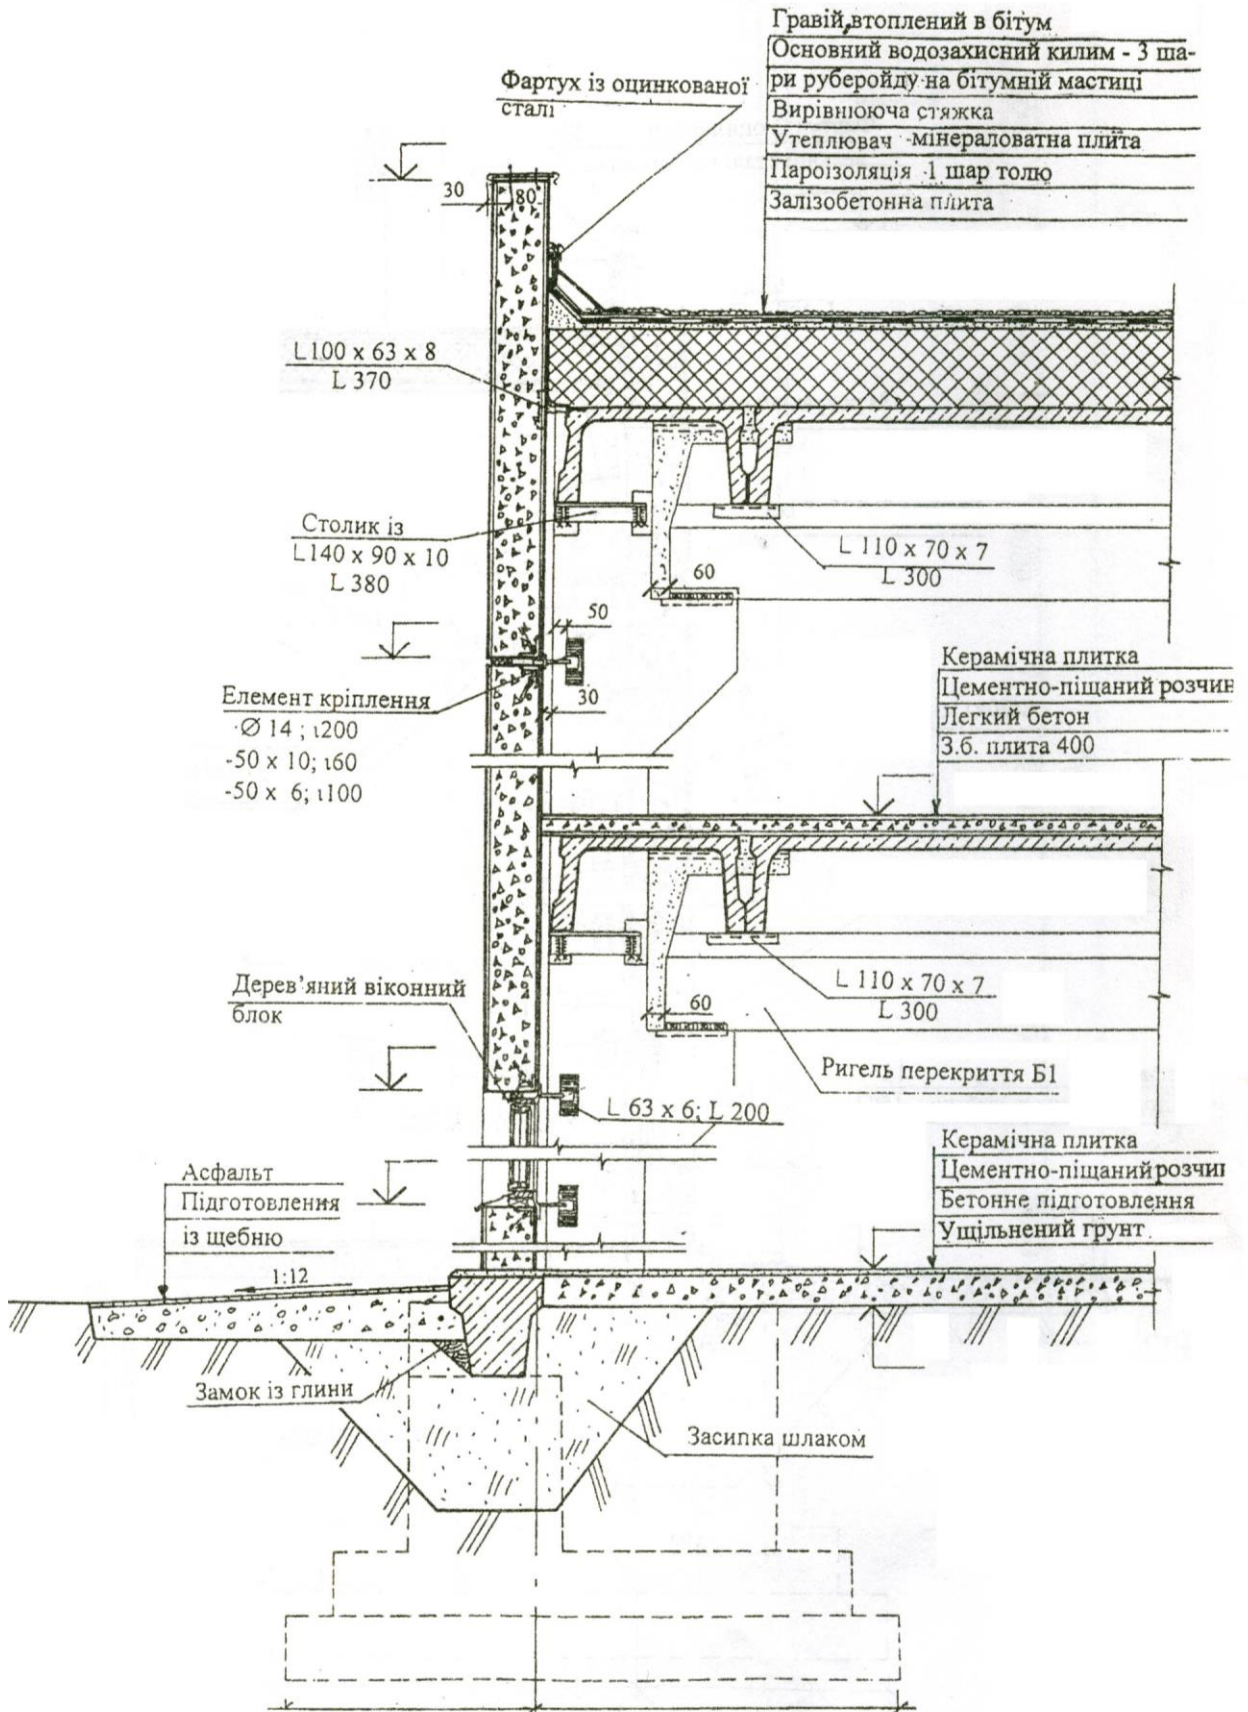 Гравій,втоплений в бітум
Основний водозахисний килим - 3 ша-
ри руберойду на бітумній мастиці
Вирівнююча стяжка
Утеплювач -мінераловатна плита
Пароізоляція -1 шар толю
Залізобетонна плита
Фартух із оцинкованої
сталі
30
80
L100 x 63 x 8
L 370
Столик із
L140 x 90 x 10
L 380
L 110 x 70 x 7
L 300
60
50
Елемент кріплення
Ø 14 ; ι200
-50 x 10; ι60
-50 x 6; ι100
30
Керамічна плитка
Цементно-піщаний розчин
Легкий бетон
З.б. плита 400
Дерев’яний віконний
блок
60
L 110 x 70 x 7
L 300
Ригель перекриття Б1
L 63 x 6; L 200
Керамічна плитка
Цементно-піщаний розчин
Бетонне підготовлення
Ущільнений грунт
Асфальт
Підготовлення
із щебню
1:12
Замок із глини
Засипка шлаком